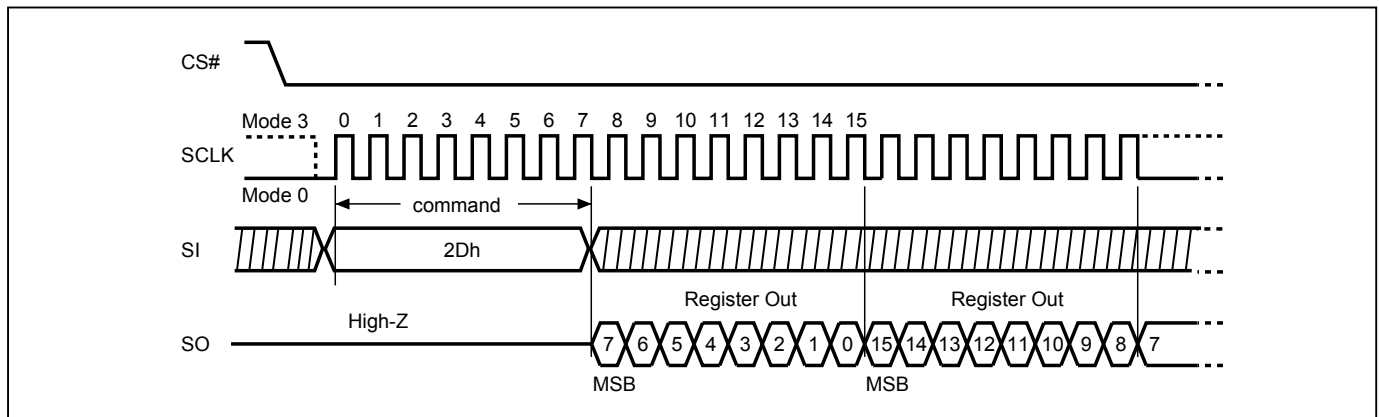 CS#
Mode 3 0 1 2 3 4 5 6 7 8 9 10 11 12 13 14 15
SCLK
Mode 0
command
SI 2Dh
Register Out Register Out
High-Z
SO 7 6 5 4 3 2 1 0 15 14 13 12 11 10 9 8 7
MSB MSB